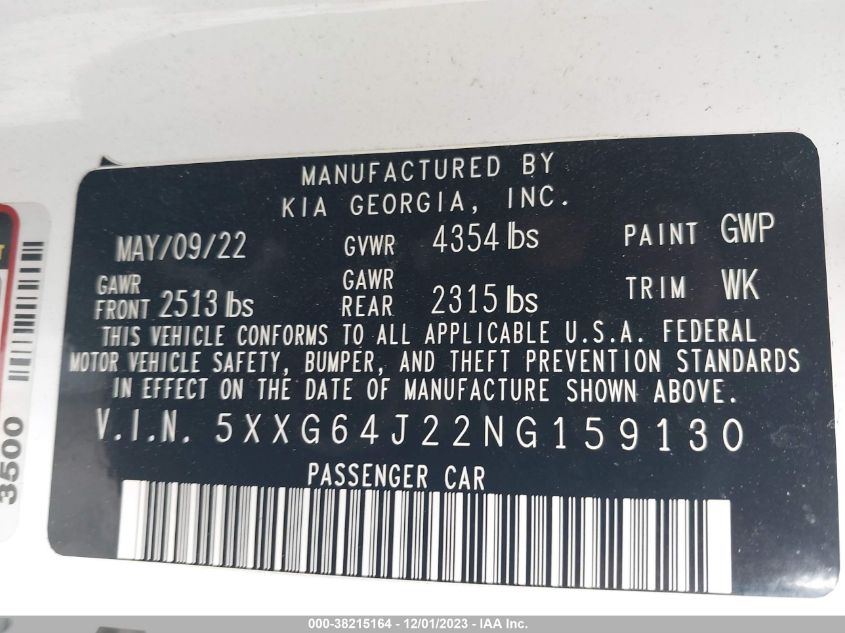 MANUFACTURED BY
KIA GEORGIA, INC.
MAY/09/22 GVWR 4354 lbs PAINT GWP
GAWR FRONT 2513 lbs GAWR REAR 2315 lbs TRIM WK
THIS VEHICLE CONFORMS TO ALL APPLICABLE U.S.A. FEDERAL
MOTOR VEHICLE SAFETY, BUMPER, AND THEFT PREVENTION STANDARDS
IN EFFECT ON THE DATE OF MANUFACTURE SHOWN ABOVE.
V.I.N. 5XXG64J22NG159130
PASSENGER CAR
3500
000-38215164 - 12/01/2023 - IAA Inc.